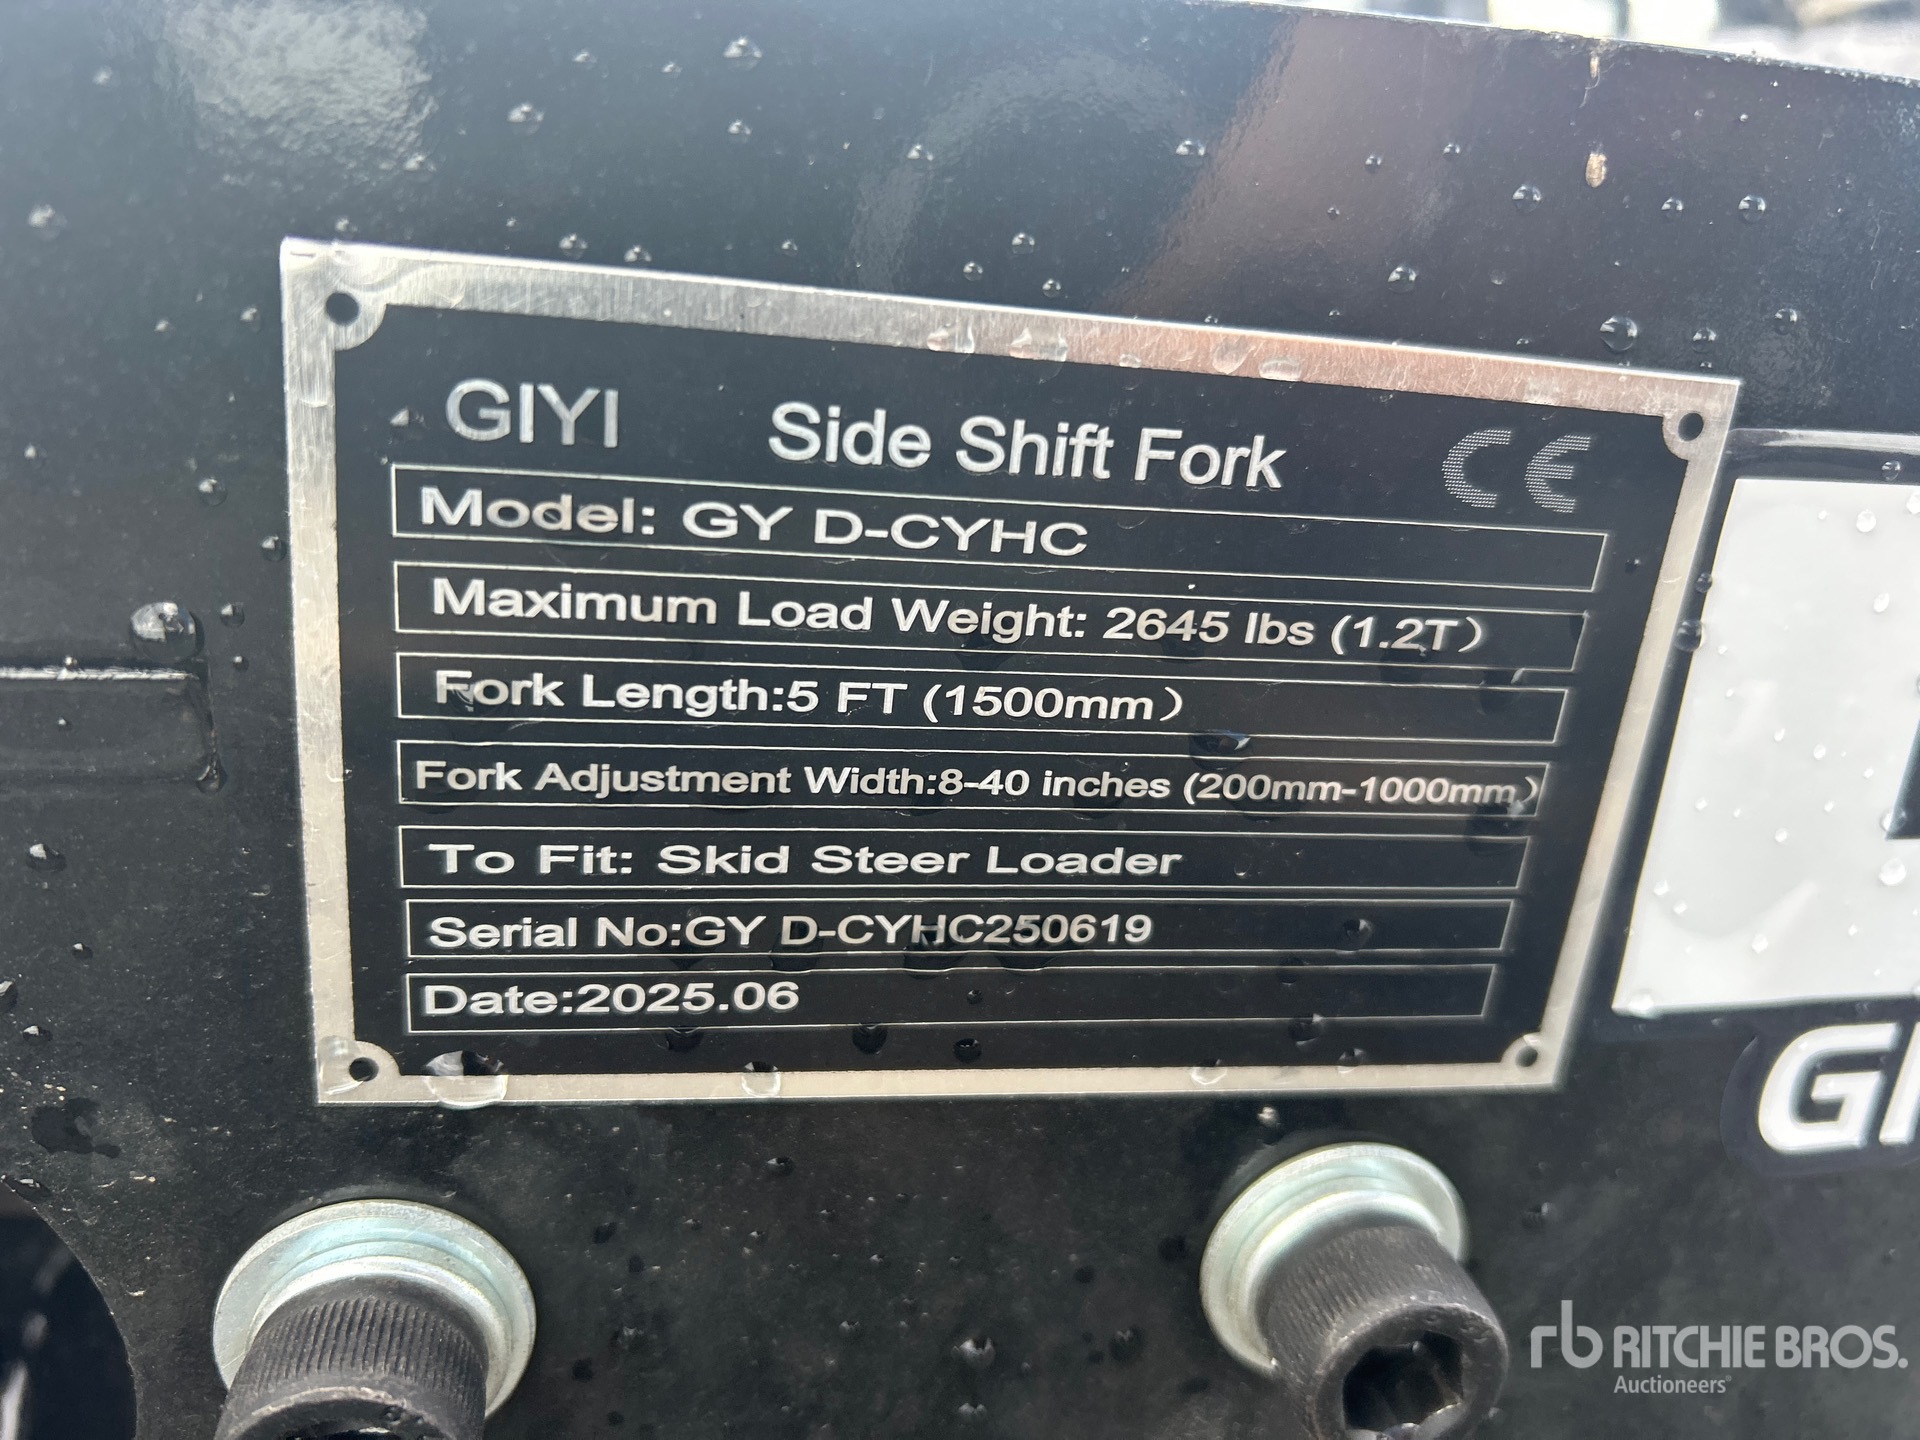 GIYI Side Shift Fork CE
Model: GY D-CYHC
Maximum Load Weight: 2645 lbs (1.2T)
Fork Length:5 FT (1500mm)
Fork Adjustment Width:8-40 inches (200mm-1000mm)
To Fit: Skid Steer Loader
Serial No:GY D-CYHC250619
Date:2025.06
rb RITCHIE BROS.
Auctioneers